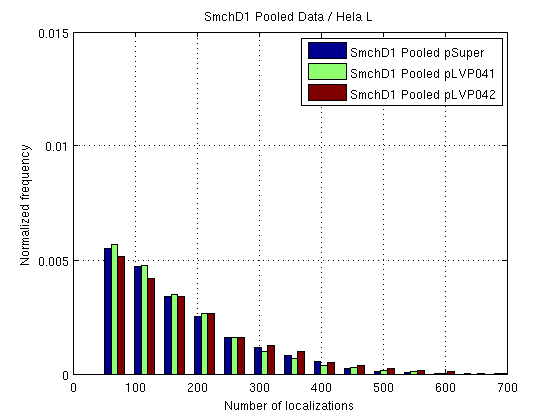 SmchD1 Pooled Data / Hela L
0.015
SmchD1 Pooled pSuper
SmchD1 Pooled pLVP041
SmchD1 Pooled pLVP042
0.01
Normalized frequency
0.005
0
0 100 200 300 400 500 600 700
Number of localizations